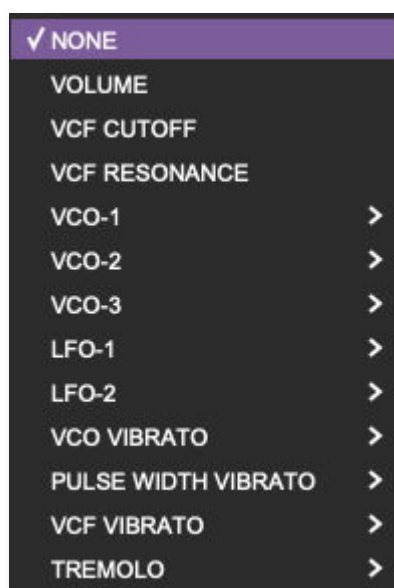 NONE
VOLUME
VCF CUTOFF
VCF RESONANCE
VCO-1
VCO-2
VCO-3
LFO-1
LFO-2
VCO VIBRATO
PULSE WIDTH VIBRATO
VCF VIBRATO
TREMOLO